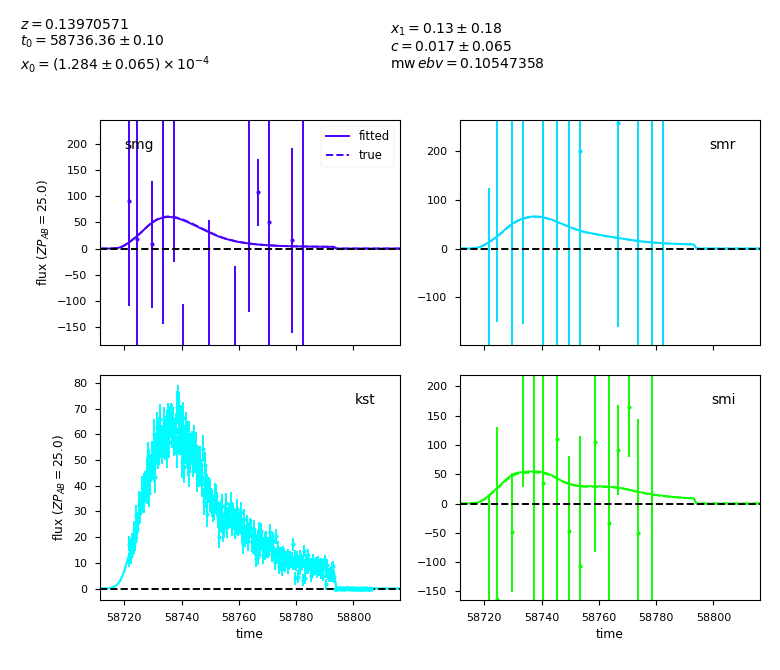 z = 0.13970571
t₀ = 58736.36 ± 0.10
x₀ = (1.284 ± 0.065) × 10⁻⁴
x₁ = 0.13 ± 0.18
c = 0.017 ± 0.065
mw ebv = 0.10547358
smg
fitted
true
200
150
100
50
0
−50
−100
−150
flux (ZP_AB = 25.0)
smr
200
100
0
−100
kst
80
70
60
50
40
30
20
10
0
flux (ZP_AB = 25.0)
58720 58740 58760 58780 58800
time
smi
200
150
100
50
0
−50
−100
−150
58720 58740 58760 58780 58800
time